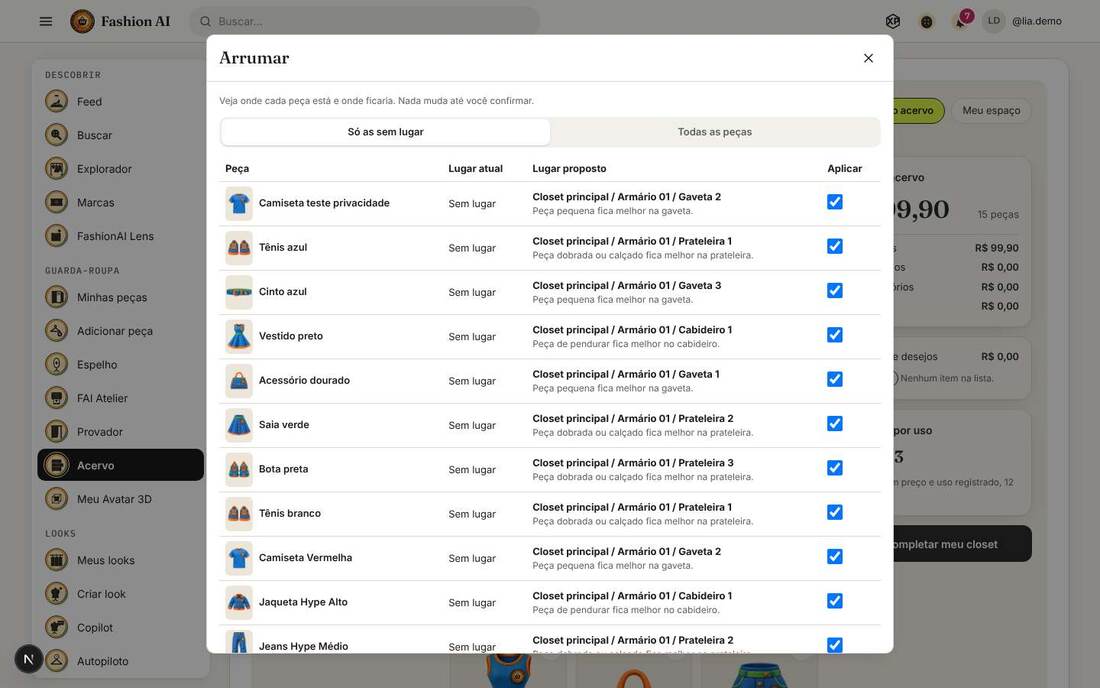 Fashion AI
Buscar...
7
LD
@lia.demo
DESCOBRIR
Feed
Buscar
Explorador
Marcas
FashionAI Lens
GUARDA-ROUPA
Minhas peças
Adicionar peça
Espelho
FAI Atelier
Provador
Acervo
Meu Avatar 3D
LOOKS
Meus looks
Criar look
Copilot
Autopiloto
N
Arrumar
Veja onde cada peça está e onde ficaria. Nada muda até você confirmar.
Só as sem lugar
Todas as peças
Peça Lugar atual Lugar proposto Aplicar
Camiseta teste privacidade Sem lugar Closet principal / Armário 01 / Gaveta 2
Peça pequena fica melhor na gaveta.
Tênis azul Sem lugar Closet principal / Armário 01 / Prateleira 1
Peça dobrada ou calçado fica melhor na prateleira.
Cinto azul Sem lugar Closet principal / Armário 01 / Gaveta 3
Peça pequena fica melhor na gaveta.
Vestido preto Sem lugar Closet principal / Armário 01 / Cabideiro 1
Peça de pendurar fica melhor no cabideiro.
Acessório dourado Sem lugar Closet principal / Armário 01 / Gaveta 1
Peça pequena fica melhor na gaveta.
Saia verde Sem lugar Closet principal / Armário 01 / Prateleira 2
Peça dobrada ou calçado fica melhor na prateleira.
Bota preta Sem lugar Closet principal / Armário 01 / Prateleira 3
Peça dobrada ou calçado fica melhor na prateleira.
Tênis branco Sem lugar Closet principal / Armário 01 / Prateleira 1
Peça dobrada ou calçado fica melhor na prateleira.
Camiseta Vermelha Sem lugar Closet principal / Armário 01 / Gaveta 2
Peça pequena fica melhor na gaveta.
Jaqueta Hype Alto Sem lugar Closet principal / Armário 01 / Cabideiro 1
Peça de pendurar fica melhor no cabideiro.
Jeans Hype Médio Sem lugar Closet principal / Armário 01 / Prateleira 2
o acervo
Meu espaço
99,90 15 peças
R$ 99,90
R$ 0,00
R$ 0,00
R$ 0,00
desejos R$ 0,00
Nenhum item na lista.
por uso
3
preço e uso registrado, 12
ompletar meu closet